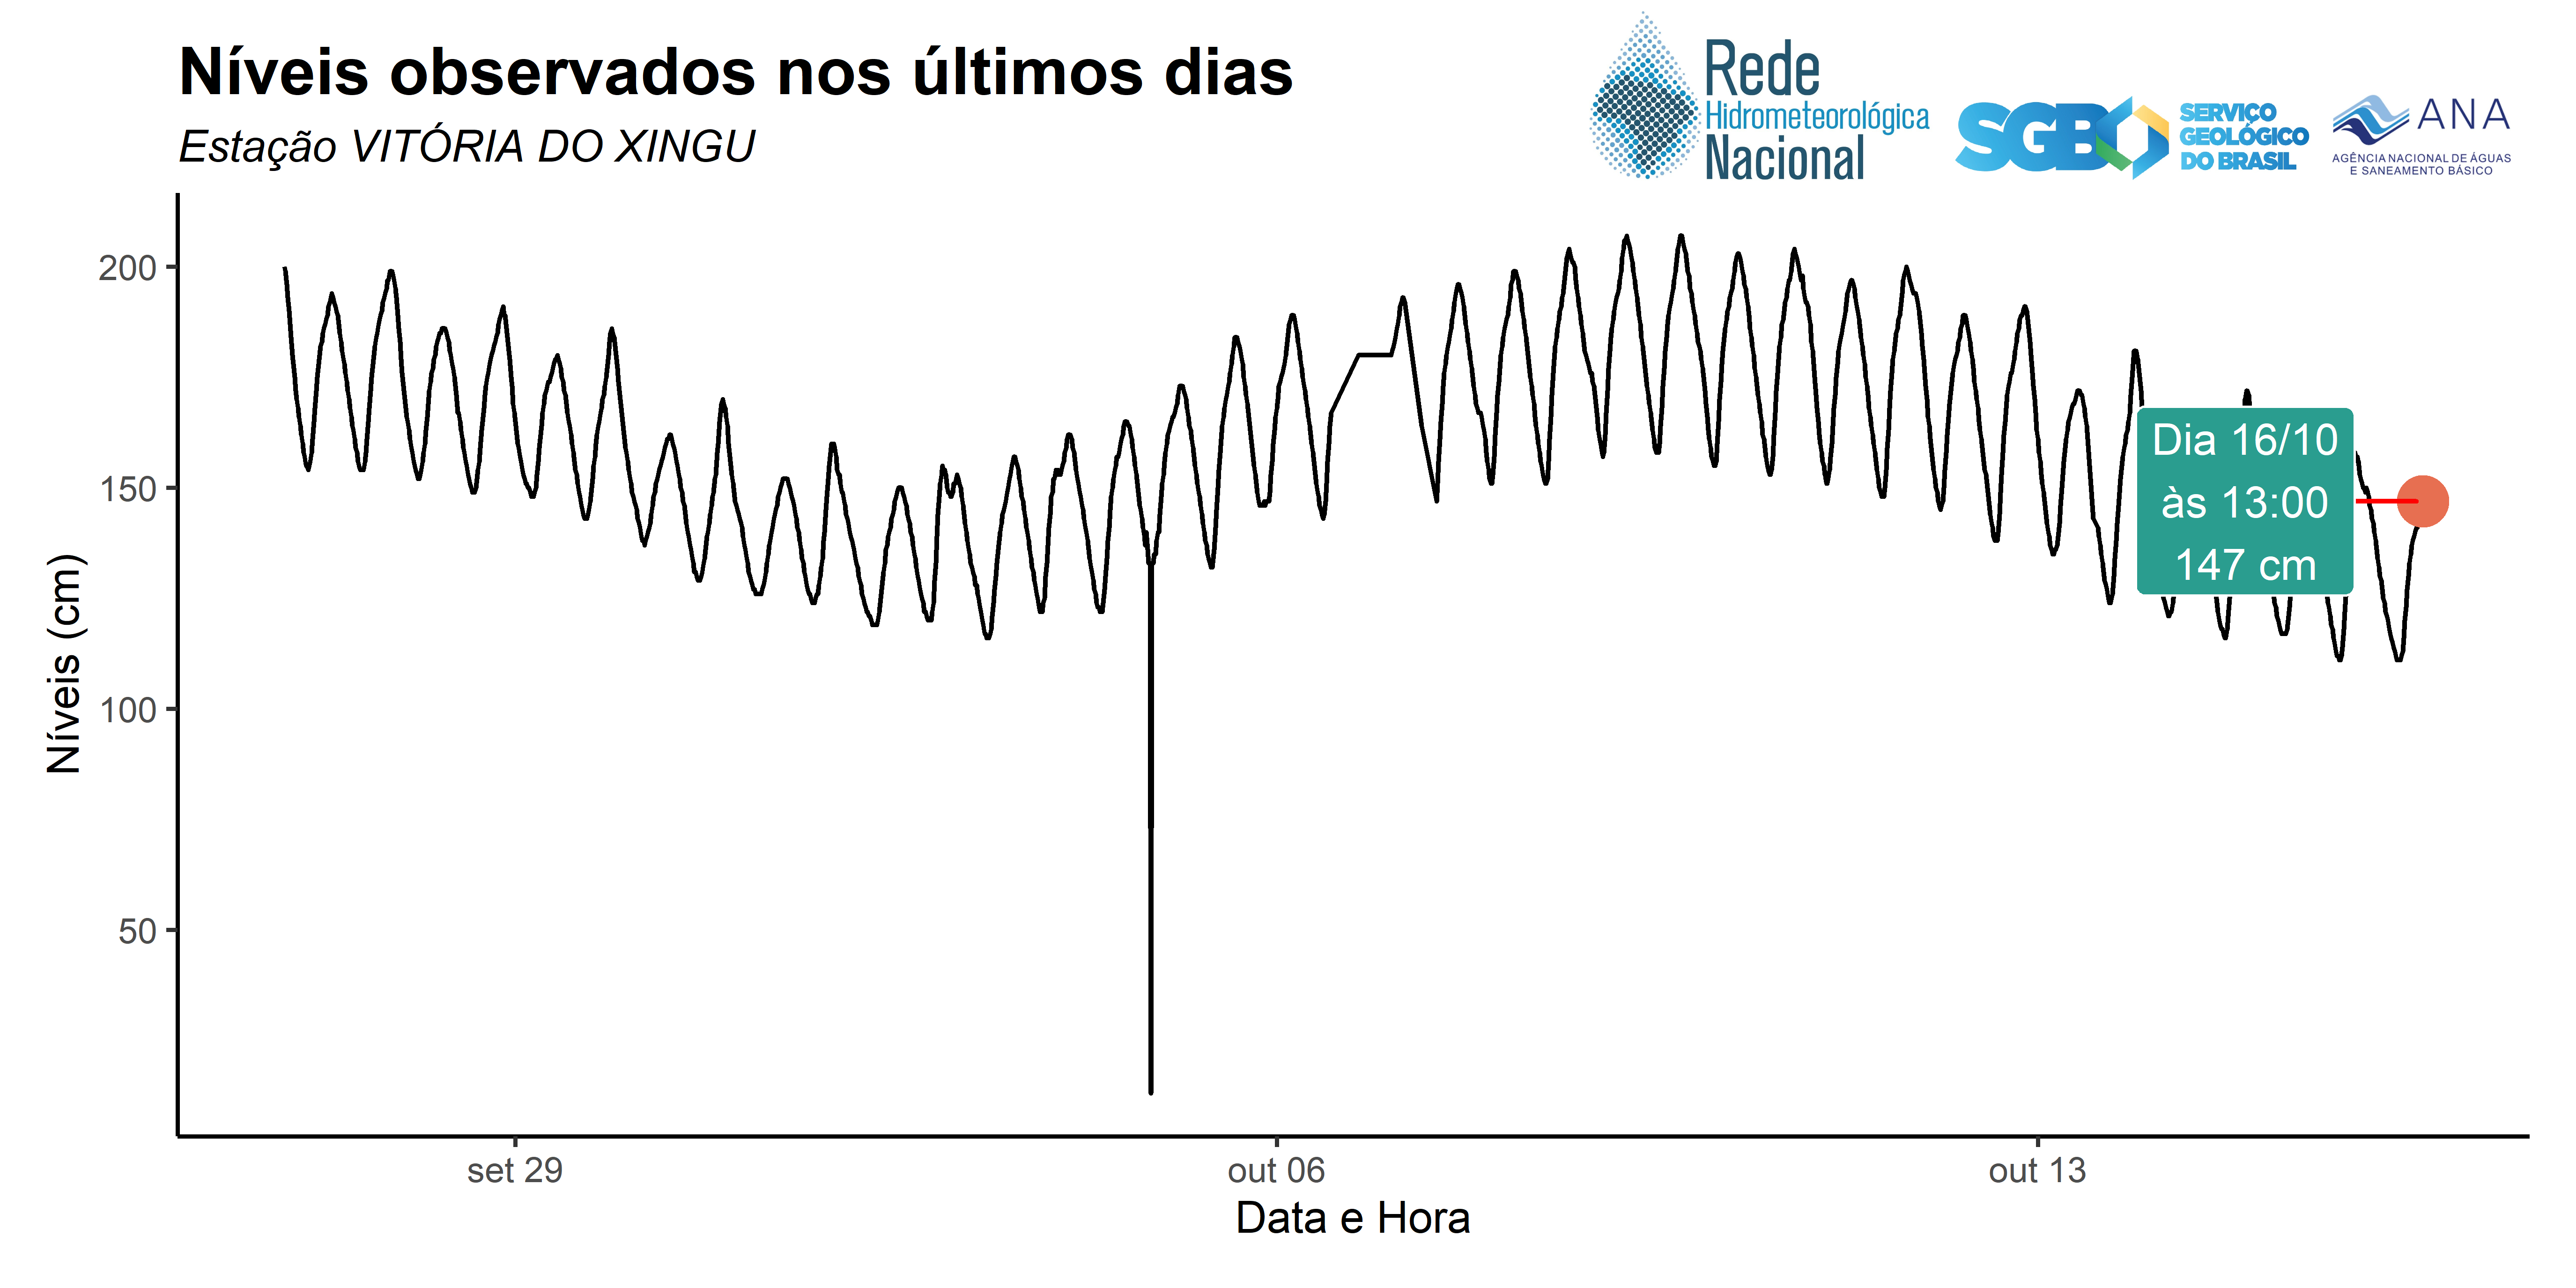 Níveis observados nos últimos dias
Estação VITÓRIA DO XINGU
Rede
Hidrometeorológica
Nacional
SGB
SERVIÇO
GEOLÓGICO
DO BRASIL
ANA
AGÊNCIA NACIONAL DE ÁGUAS
E SANEAMENTO BÁSICO
Níveis (cm)
200
150
100
50
Dia 16/10
às 13:00
147 cm
set 29
out 06
out 13
Data e Hora